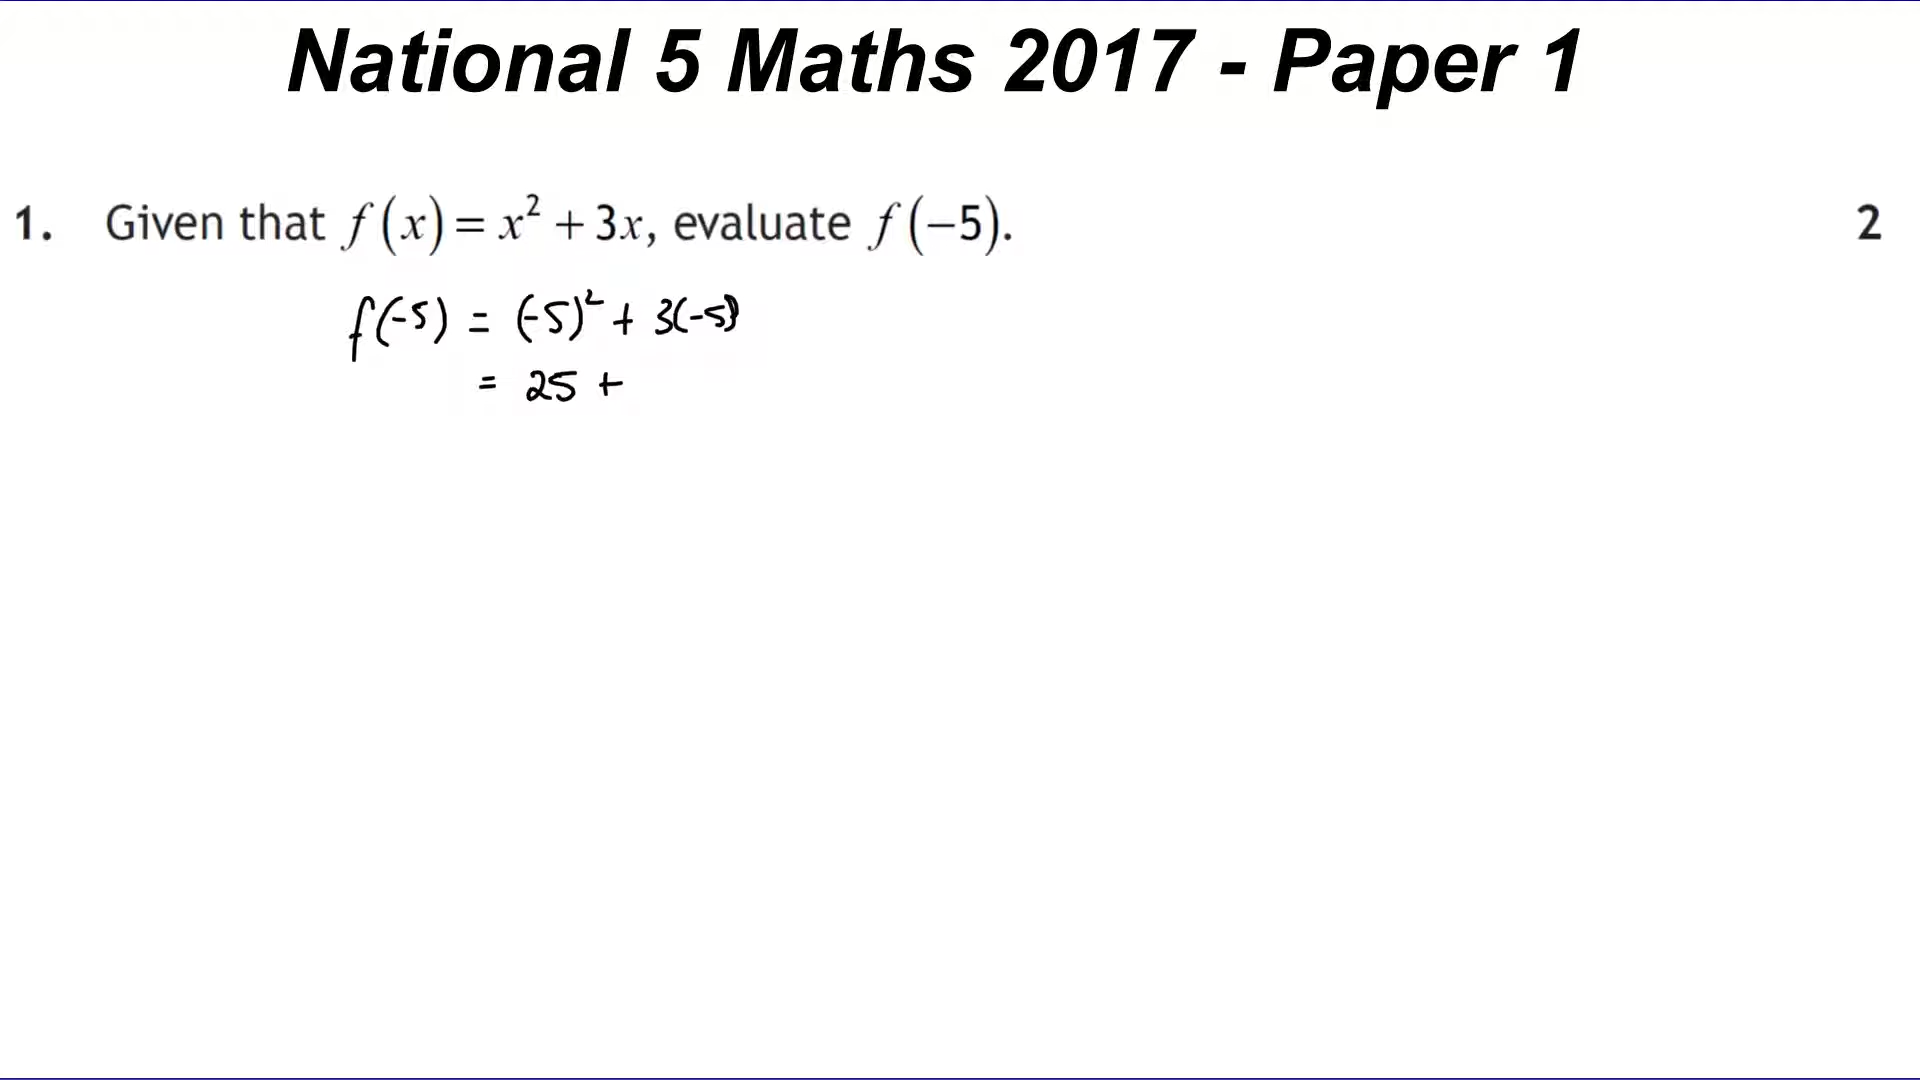 National 5 Maths 2017 - Paper 1
1. Given that f(x) = x² + 3x, evaluate f(−5). 2
f(-5) = (-5)² + 3(-5)
= 25 +